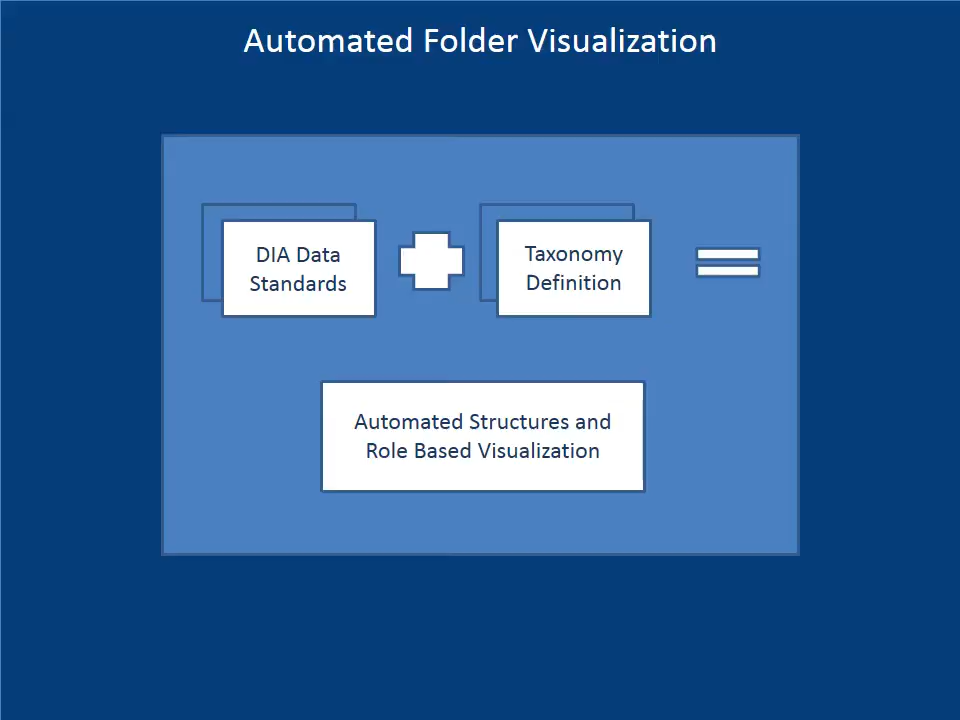 Automated Folder Visualization
DIA Data
Standards
Taxonomy
Definition
Automated Structures and
Role Based Visualization